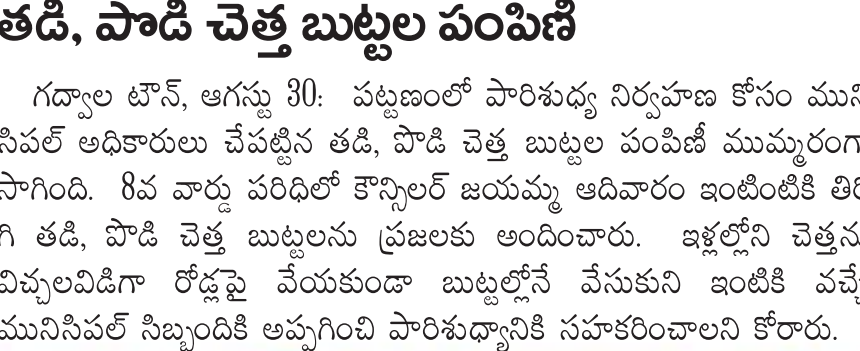 తడి, పొడి చెత్త బుట్టల పంపిణీ
గద్వాల టౌన్, ఆగస్టు 30: పట్టణంలో పారిశుధ్య నిర్వహణ కోసం ముని
సిపల్ అధికారులు చేపట్టిన తడి, పొడి చెత్త బుట్టల పంపిణీ ముమ్మరంగా
సాగింది. 8వ వార్డు పరిధిలో కౌన్సిలర్ జయమ్మ ఆదివారం ఇంటింటికి తిరి
గి తడి, పొడి చెత్త బుట్టలను ప్రజలకు అందించారు. ఇళ్లల్లోని చెత్తను
విచ్చలవిడిగా రోడ్లపై వేయకుండా బుట్టల్లోనే వేసుకుని ఇంటికి వచ్చే
మునిసిపల్ సిబ్బందికి అప్పగించి పారిశుధ్యానికి సహకరించాలని కోరారు.